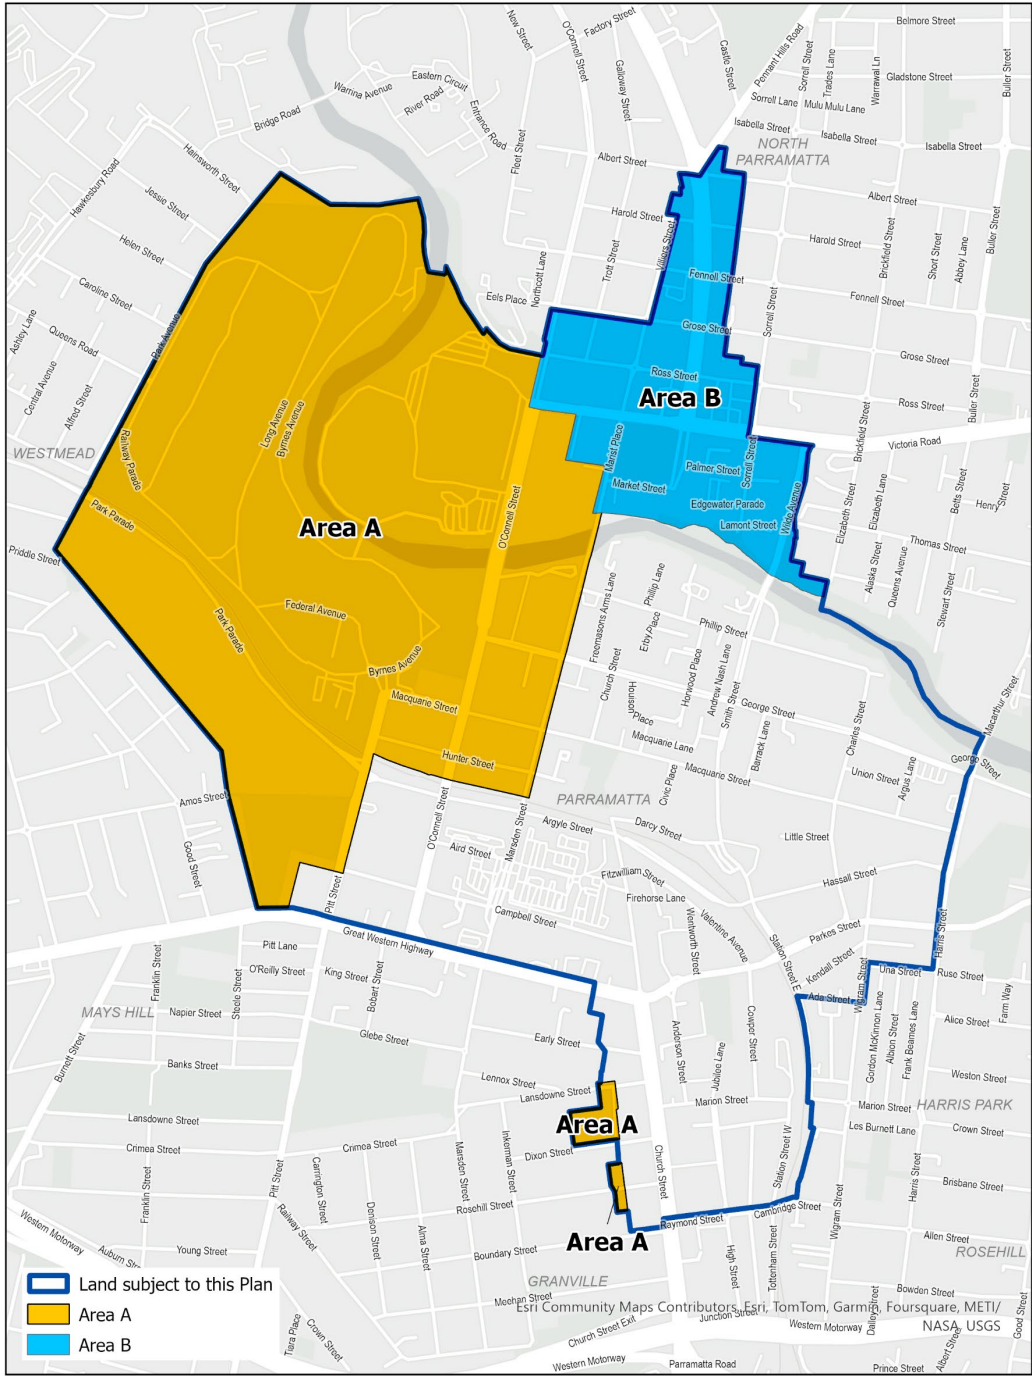 New Street
O'Connell Street
Factory Street
Galloway Street
Castle Street
Pennant Hills Road
Sorrell Street
Trades Lane
Warrawal Ln
Belmore Street
Gladstone Street
Buller Street
Eastern Circuit
Warrina Avenue
River Road
Entrance Road
Bridge Road
Fleet Street
Sorrell Lane
Mulu Mulu Lane
Isabella Street
Isabella Street
Isabella Street
NORTH
PARRAMATTA
Hainsworth Street
Hawkesbury Road
Jessie Street
Helen Street
Caroline Street
Albert Street
Albert Street
Harold Street
Harold Street
Villiers Street
Trott Street
Northcott Lane
Eels Place
Fennell Street
Fennell Street
Sorrell Street
Brickfield Street
Short Street
Abbey Lane
Buller Street
Ashley Lane
Queens Road
Central Avenue
Alfred Street
Park Avenue
Grose Street
Grose Street
Ross Street
Ross Street
Area B
Buller Street
Victoria Road
Brickfield Street
WESTMEAD
Railway Parade
Long Avenue
Byrnes Avenue
Marist Place
Sorrell Street
Palmer Street
Market Street
Edgewater Parade
Lamont Street
Wilde Avenue
Elizabeth Street
Elizabeth Lane
Betts Street
Henry Street
Park Parade
Area A
O'Connell Street
Priddle Street
Thomas Street
Alaska Street
Queens Avenue
Stewart Street
Park Parade
Federal Avenue
Byrnes Avenue
Freemasons Arms Lane
Phillip Lane
Erby Place
Phillip Street
Church Street
Houison
Place
Horwood Place
Andrew Nash Lane
Smith Street
George Street
Macquarie Street
Macquarie Lane
Macquarie Street
Barrack Lane
Charles Street
Macarthur Street
George Street
Hunter Street
Civic Place
Union Street
Argus Lane
Amos Street
PARRAMATTA
O'Connell Street
Marsden Street
Argyle Street
Darcy Street
Little Street
Good Street
Aird Street
Fitzwilliam Street
Hassall Street
Pitt Street
Firehorse Lane
Campbell Street
Wentworth Street
Valentine Avenue
Parkes Street
Harris Street
Great Western Highway
Pitt Lane
Station Street E
Kendall Street
O'Reilly Street
King Street
Franklin Street
Steele Street
Bobart Street
Wigram Street
Una Street
Ruse Street
Ada Street
MAYS HILL
Napier Street
Glebe Street
Early Street
Anderson Street
Jubilee Lane
Cowper Street
Gordon McKinnon Lane
Albion Street
Frank Beames Lane
Alice Street
Farm Way
Burnett Street
Banks Street
Lennox Street
Lansdowne Street
Weston Street
Marion Street
Marion Street
HARRIS PARK
Lansdowne Street
Area A
Les Burnett Lane
Crown Street
Crimea Street
Crimea Street
Dixon Street
Marsden Street
Inkerman Street
Church Street
Station Street W
Franklin Street
Pitt Street
Carrington Street
Harris Street
Brisbane Street
Railway Street
Denison Street
Alma Street
Rosehill Street
Raymond Street
Cambridge Street
Wigram Street
Western Motorway
Auburn Str
Young Street
Area A
Boundary Street
High Street
Tottenham Street
Allen Street
ROSEHILL
Land subject to this Plan
GRANVILLE
Bowden Street
Area A
Meehan Street
Esri Community Maps Contributors, Esri, TomTom, Garmin, Foursquare, METI/
NASA, USGS
Junction Street
Dalley Street
Good Street
Area B
Tiara Place
Crown Street
Church Street Exit
Western Motorway
Western Motorway
Parramatta Road
Prince Street
Albert Street